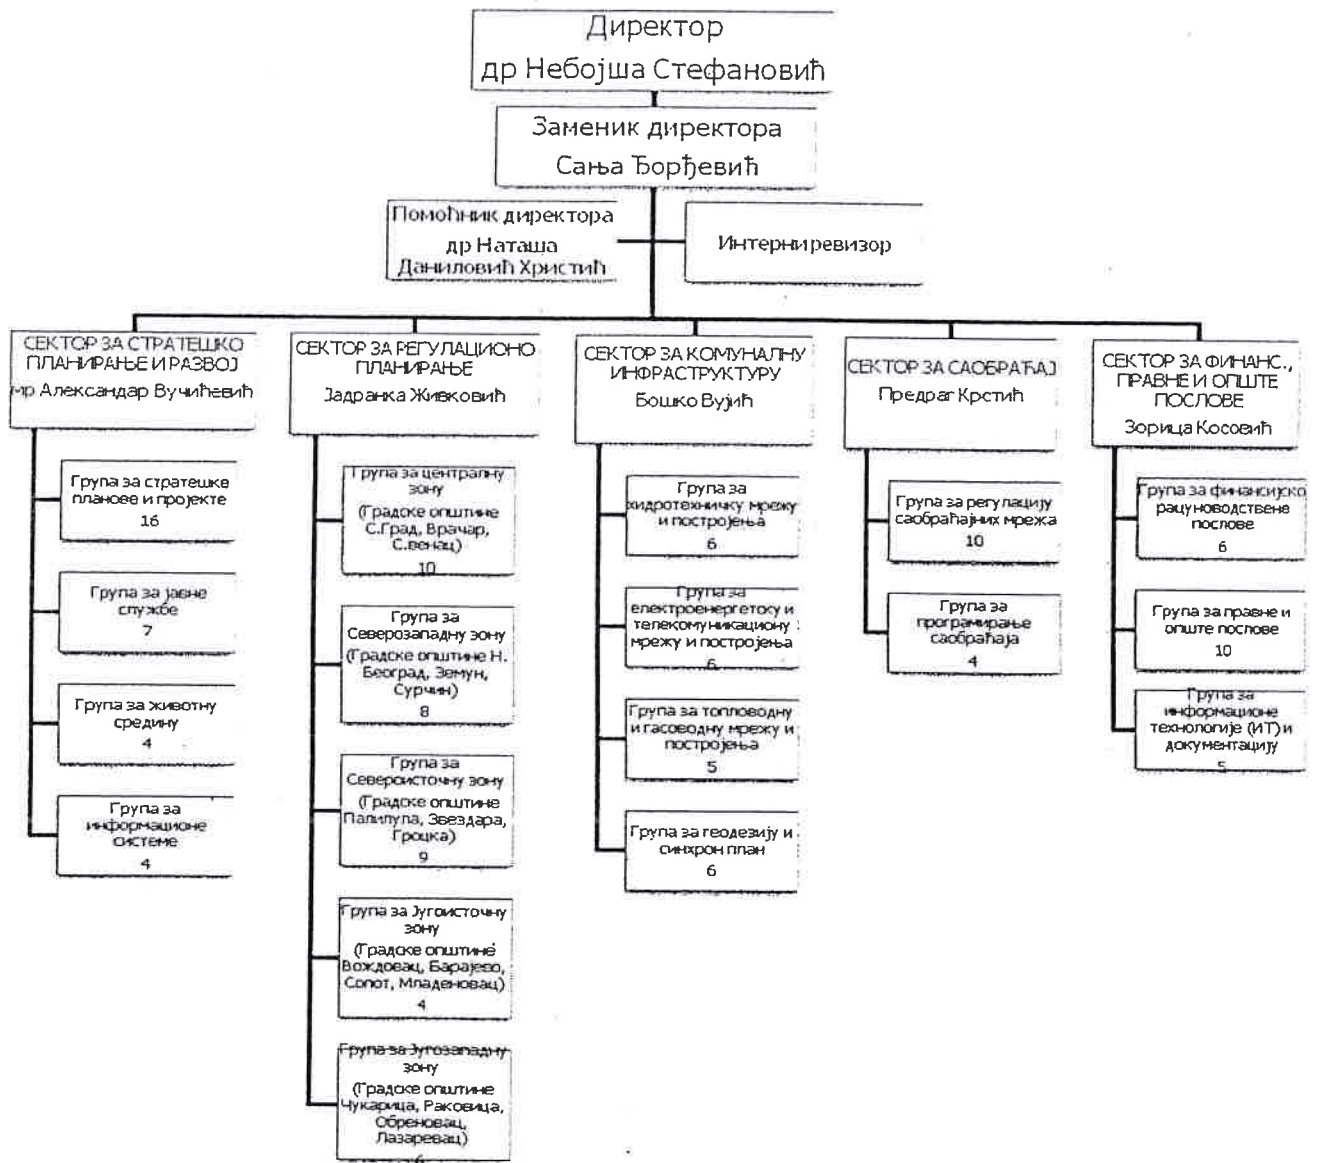 Директор
др Небојша Стефановић
Заменик директора
Сања Ђорђевић
Помоћник директора
др Наташа
Даниловић Христић
Интерни ревизор
СЕКТОР ЗА СТРАТЕШКО
ПЛАНИРАЊЕ И РАЗВОЈ
мр Александар Вучићевић
Група за стратешке
планове и пројекте
16
Група за јавне
службе
7
Група за животну
средину
4
Група за
информационе
системе
4
СЕКТОР ЗА РЕГУЛАЦИОНО
ПЛАНИРАЊЕ
Јадранка Живковић
Група за централну
зону
(Градске општине
С.Град, Врачар,
С.венац)
10
Група за
Северозападну зону
(Градске општине Н.
Београд, Земун,
Сурчин)
8
Група за
Североисточну зону
(Градске општине
Палилула, Звездара,
Гроцка)
9
Група за Југоисточну
зону
(Градске општине
Вождовац, Барајево,
Сопот, Младеновац)
4
Група за Југозападну
зону
(Градске општине
Чукарица, Раковица,
Обреновац,
Лазаревац)
6
СЕКТОР ЗА КОМУНАЛНУ
ИНФРАСТРУКТУРУ
Бошко Вујић
Група за
хидротехничку мрежу
и постројења
6
Група за
електроенергетску и
телекомуникациону
мрежу и постројења
6
Група за топловодну
и гасоводну мрежу и
постројења
5
Група за геодезију и
синхрон план
6
СЕКТОР ЗА САОБРАЋАЈ
Предраг Крстић
Група за регулацију
саобраћајних мрежа
10
Група за
програмирање
саобраћаја
4
СЕКТОР ЗА ФИНАНС.,
ПРАВНЕ И ОПШТЕ
ПОСЛОВЕ
Зорица Косовић
Група за финансијско
рачуноводствене
послове
6
Група за правне и
опште послове
10
Група за
информационе
технологије (ИТ) и
документацију
5